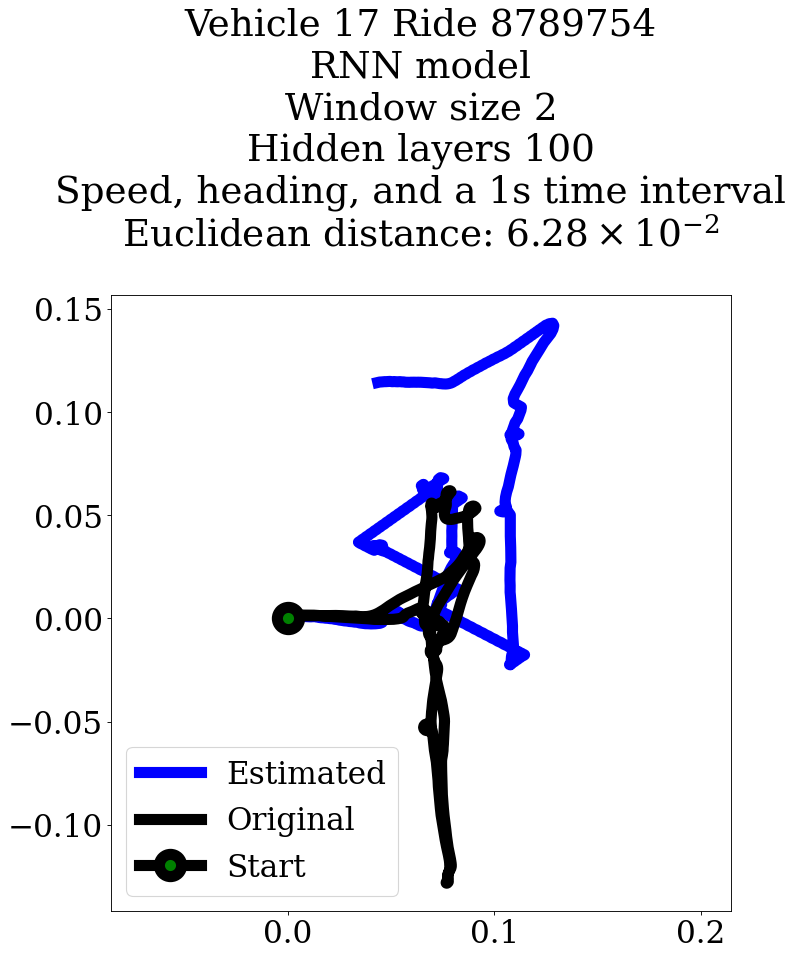 Vehicle 17 Ride 8789754
RNN model
Window size 2
Hidden layers 100
Speed, heading, and a 1s time interval
Euclidean distance: 6.28 × 10⁻²
0.15
0.10
0.05
0.00
−0.05
−0.10
Estimated
Original
Start
0.0 0.1 0.2